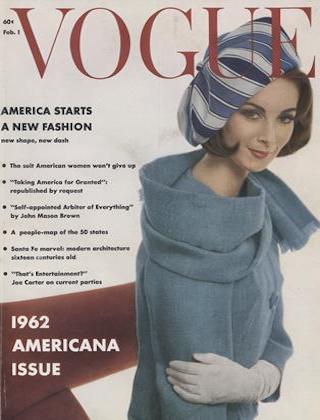 60¢
Feb. 1
VOGUE
AMERICA STARTS
A NEW FASHION
new shape, new dash
• The suit American women won't give up
• "Taking America for Granted":
republished by request
• "Self-appointed Arbiter of Everything"
by John Mason Brown
• A people-map of the 50 states
• Santa Fe marvel: modern architecture
sixteen centuries old
• "That's Entertainment?"
Joe Carter on current parties
1962
AMERICANA
ISSUE